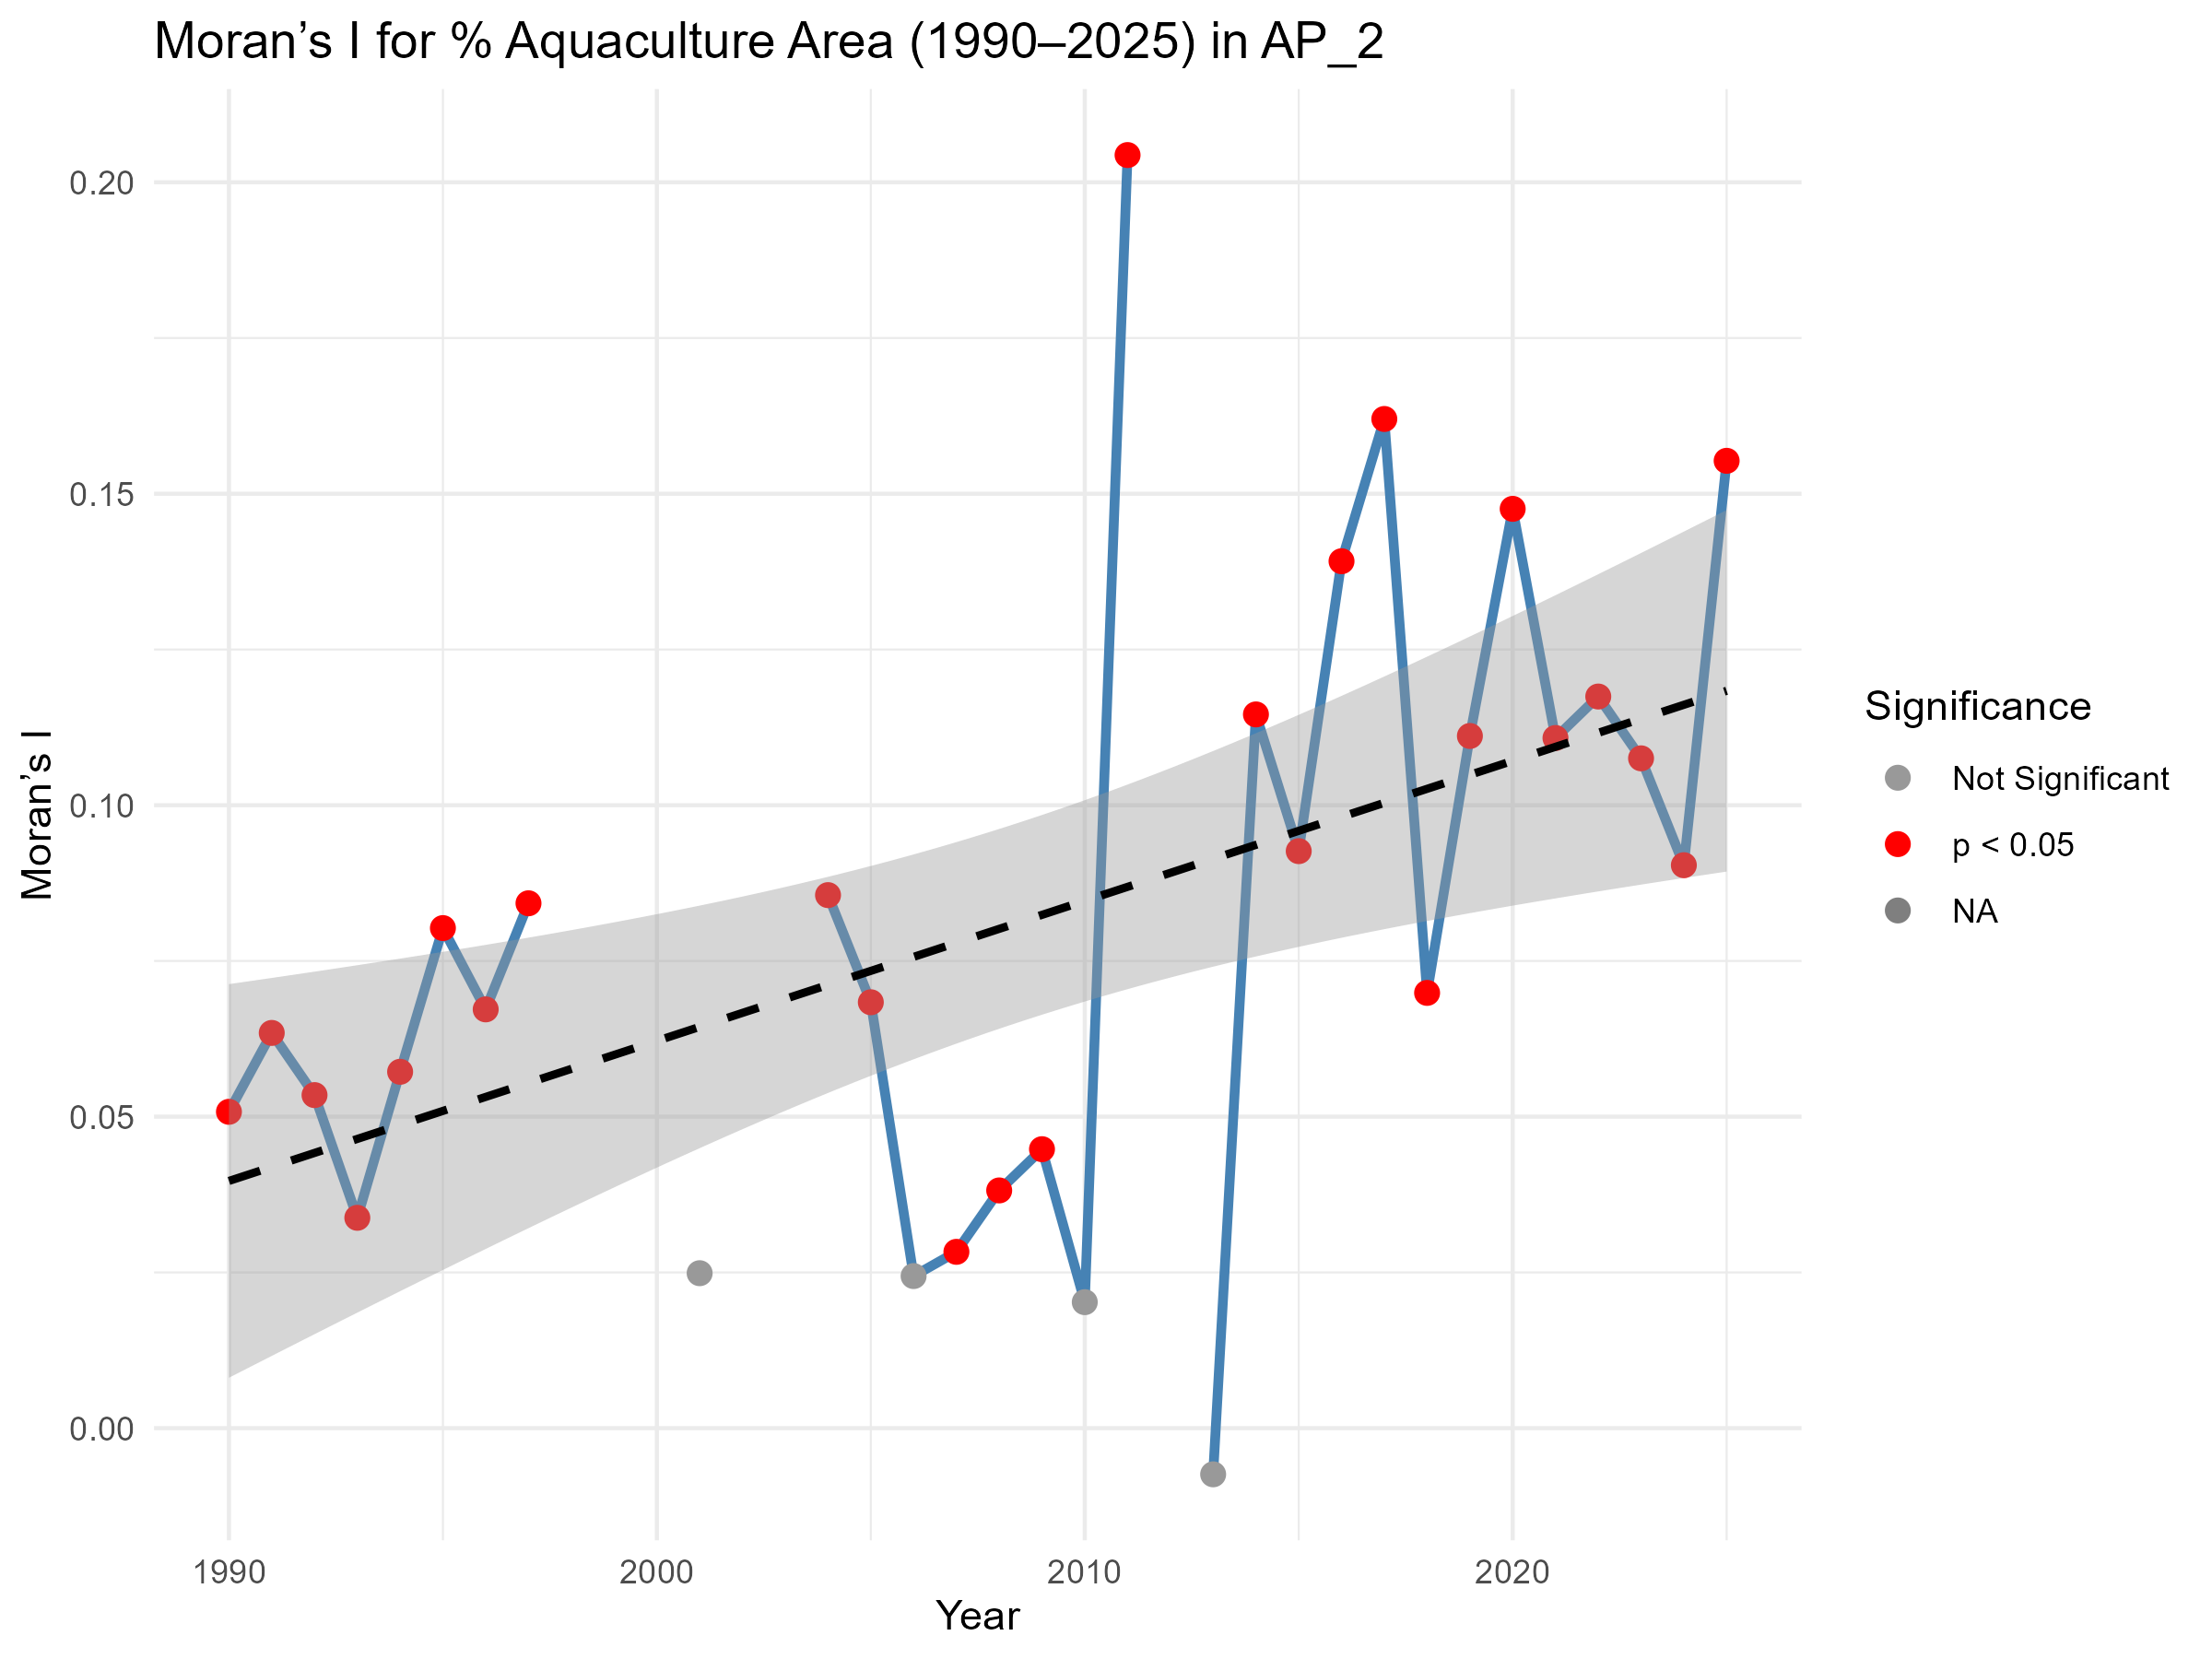 Moran’s I for % Aquaculture Area (1990–2025) in AP_2
Moran’s I
0.20
0.15
0.10
0.05
0.00
1990
2000
2010
2020
Year
Significance
Not Significant
p < 0.05
NA